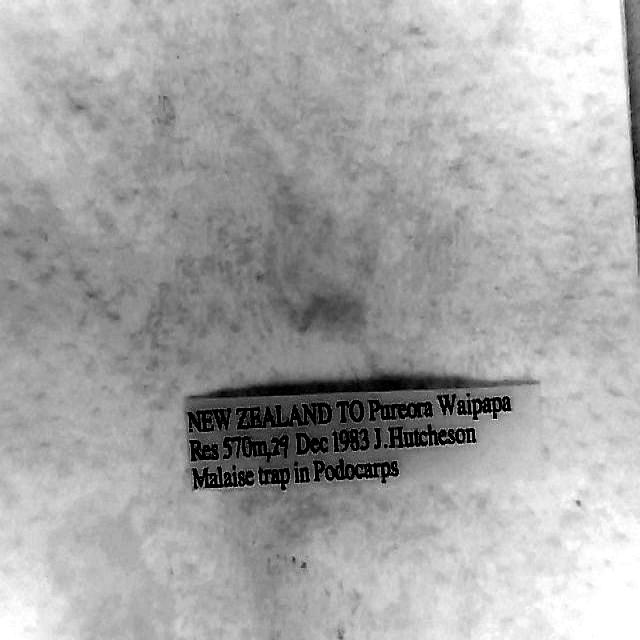 NEW ZEALAND TO Pureora Waipapa
Res 570m,29 Dec 1983 J.Hutcheson
Malaise trap in Podocarps